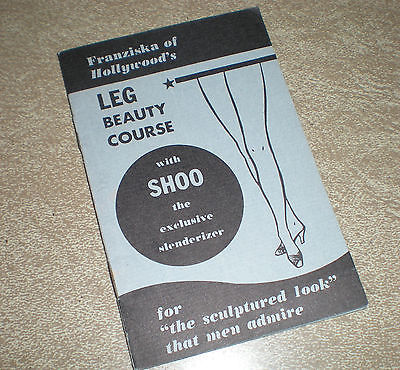 Franziska of
Hollywood's
LEG
BEAUTY
COURSE
with
SHOO
the
exclusive
slenderizer
for
"the sculptured look"
that men admire